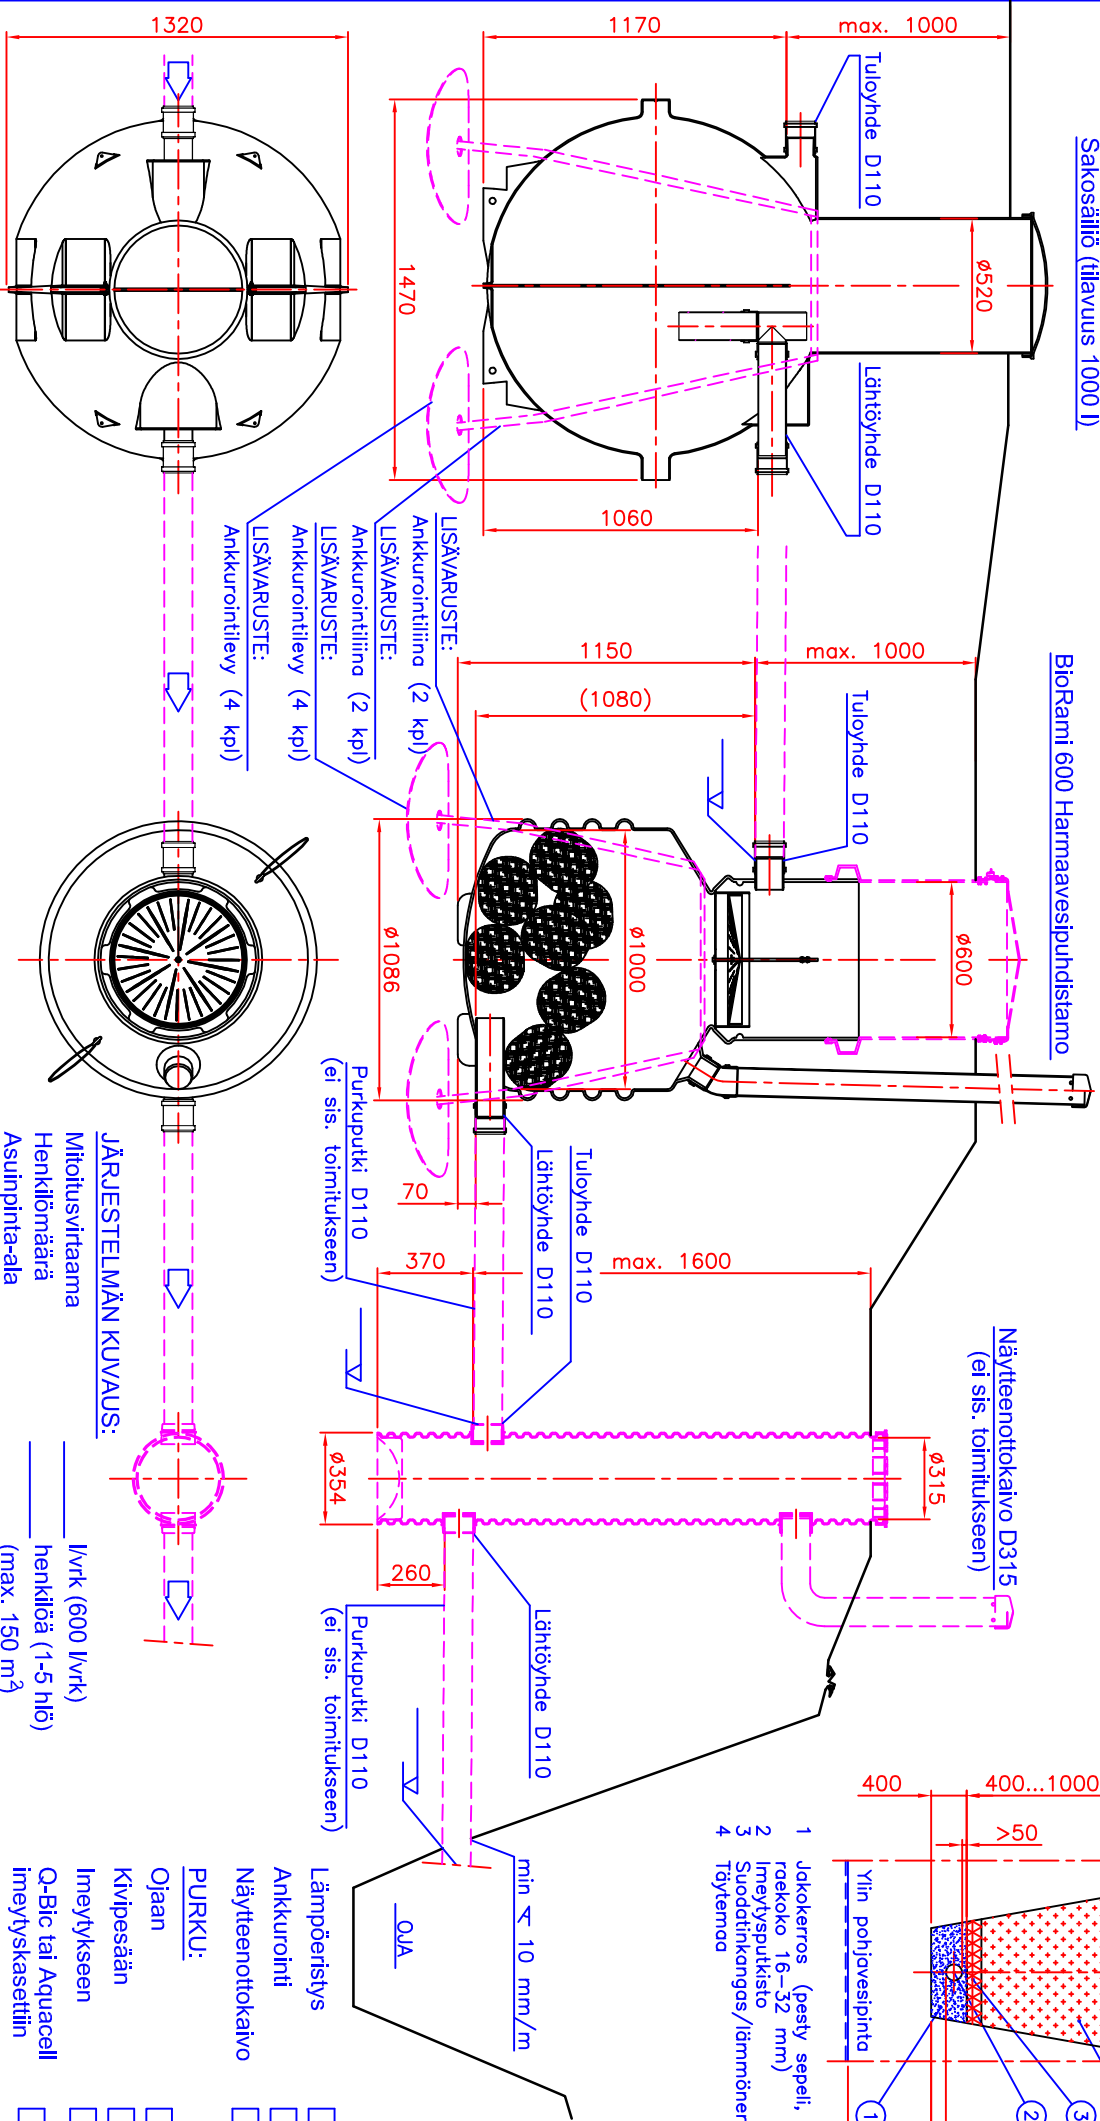 Sakosäiliö (tilavuus 1000 l)
max. 1000
1170
1320
Tuloyhde D110
ø520
Lähtöyhde D110
1470
1060
LISÄVARUSTE:
Ankkurointiliina (2 kpl)
LISÄVARUSTE:
Ankkurointiliina (2 kpl)
LISÄVARUSTE:
Ankkurointilevy (4 kpl)
LISÄVARUSTE:
Ankkurointilevy (4 kpl)
BioRami 600 Harmaavesipuhdistamo
max. 1000
1150
(1080)
Tuloyhde D110
ø600
ø1000
ø1086
70
Tuloyhde D110
Lähtöyhde D110
Purkuputki D110
(ei sis. toimitukseen)
Näytteenottokaivo D315
(ei sis. toimitukseen)
max. 1600
370
ø315
ø354
260
Lähtöyhde D110
Purkuputki D110
(ei sis. toimitukseen)
min 10 mm/m
OJA
400...1000
400
>50
Ylin pohjavesipinta
1
2
3
1 Jakokerros (pesty sepeli,
raekoko 16-32 mm)
2 Imeytysputkisto
3 Suodatinkangas/lämmöner
4 Täytemaa
JÄRJESTELMÄN KUVAUS:
Mitoitusvirtaama l/vrk (600 l/vrk)
Henkilömäärä henkilöä (1-5 hlö)
Asuinpinta-ala (max. 150 m²)
Lämpöeristys
Ankkurointi
Näytteenottokaivo
PURKU:
Ojaan
Kivipesään
Imeytykseen
Q-Bic tai Aquacell
imeytyskasettiin